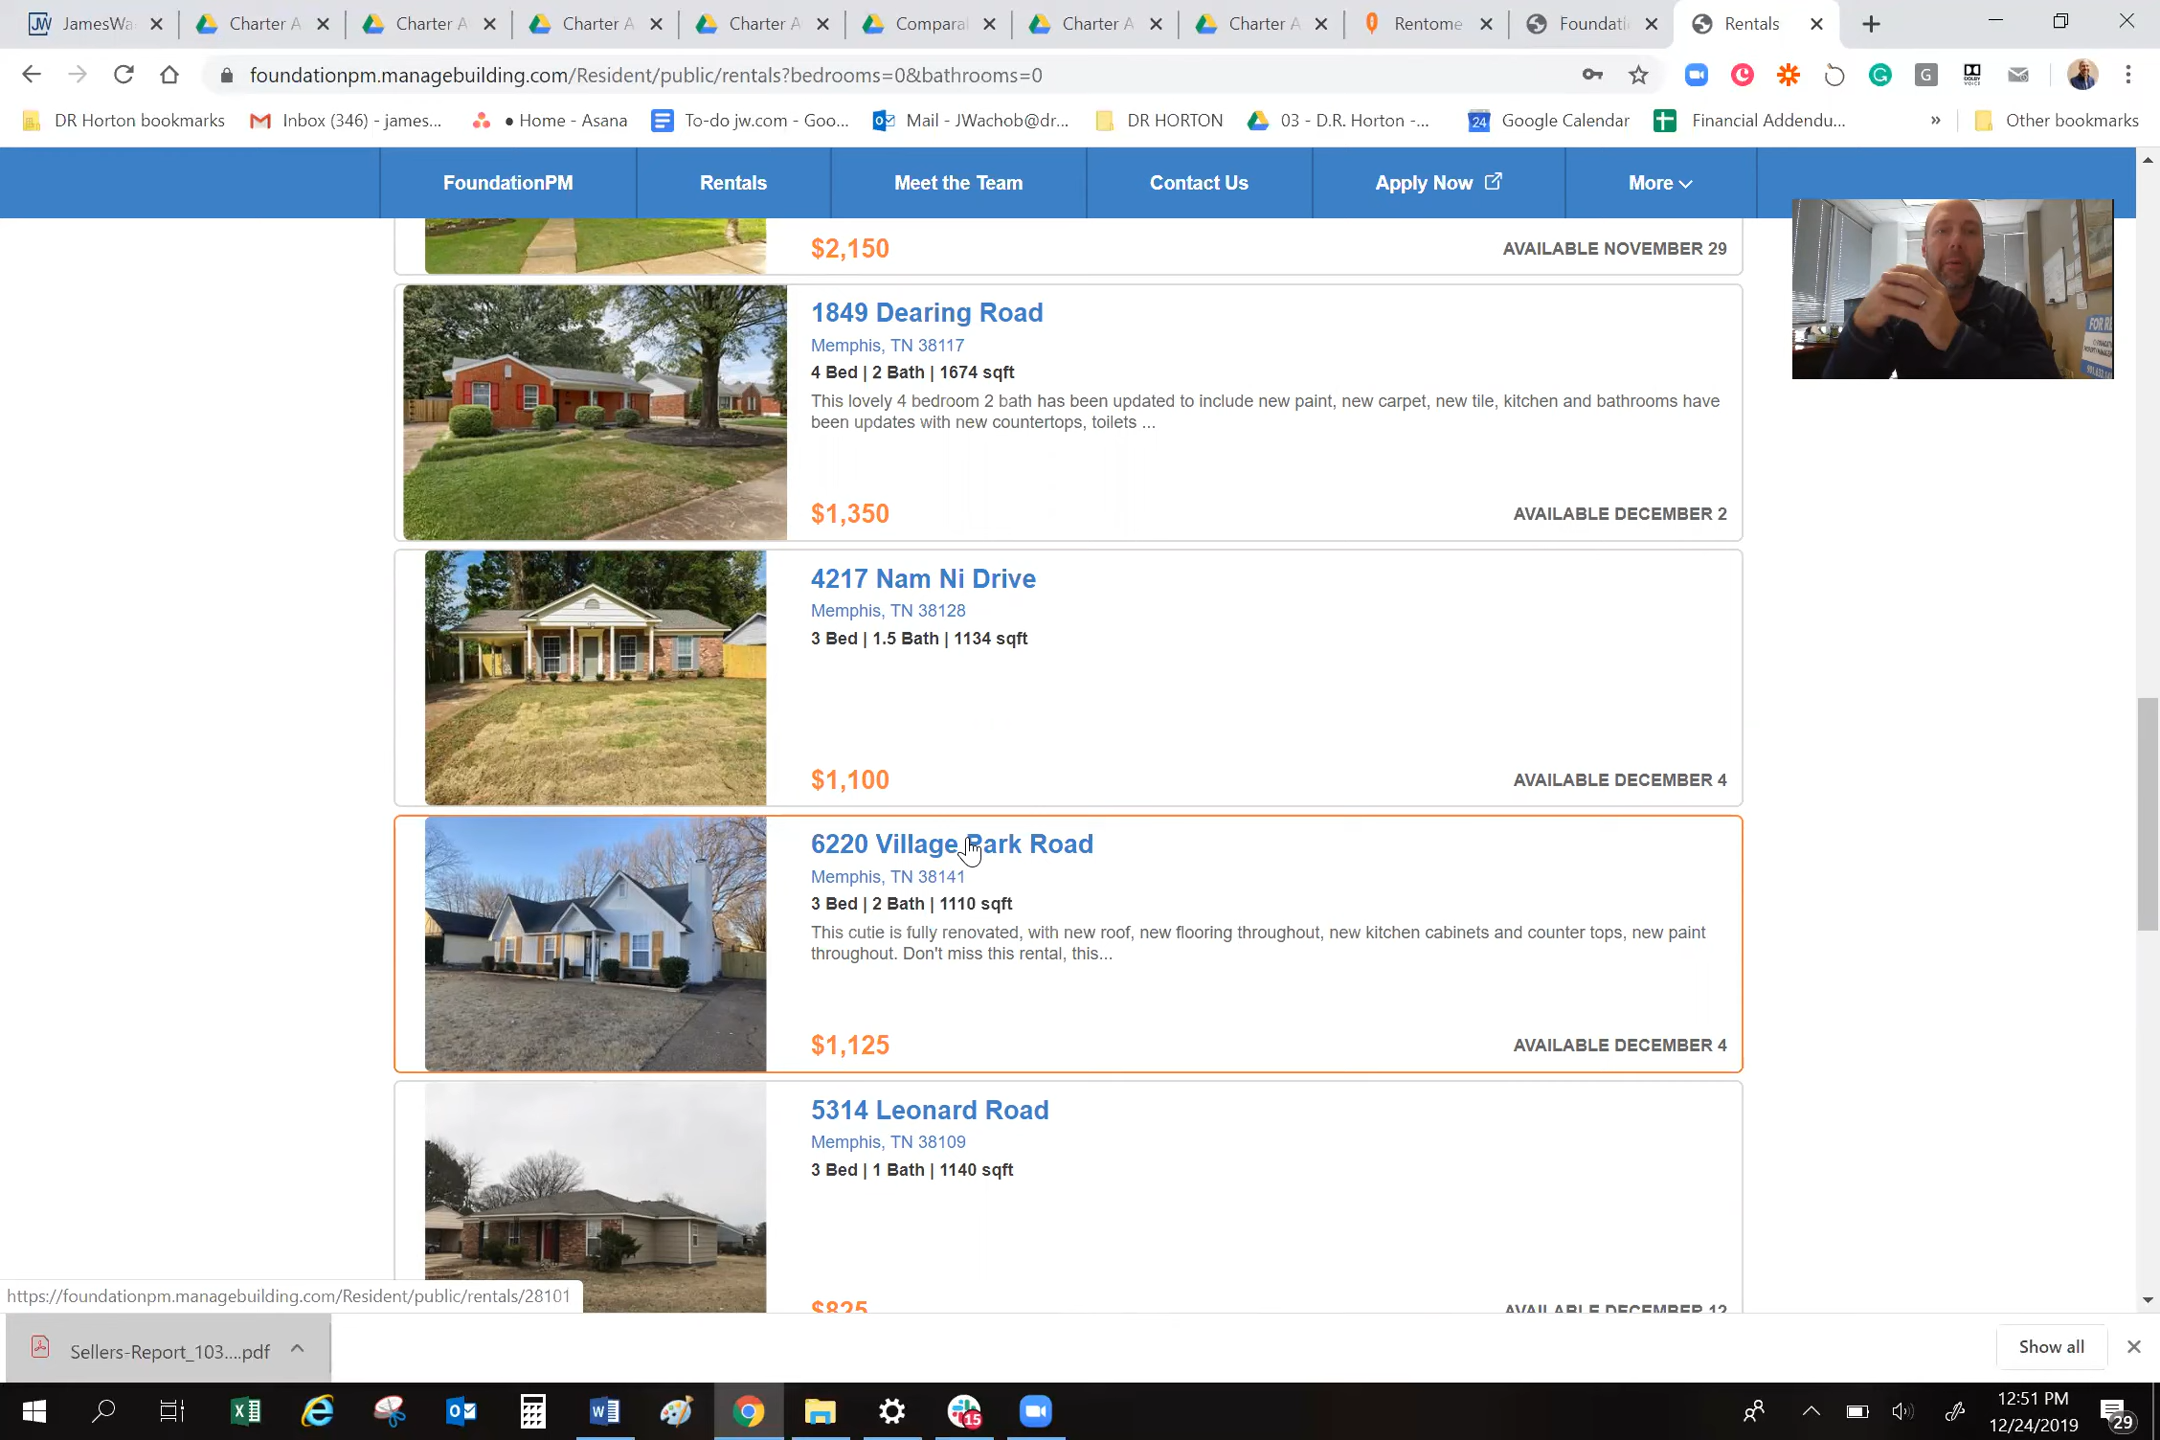 JamesWa
Charter A
Charter A
Charter A
Charter A
Compara
Charter A
Charter A
Rentome
Foundati
Rentals
foundationpm.managebuilding.com/Resident/public/rentals?bedrooms=0&bathrooms=0
DR Horton bookmarks
Inbox (346) - james...
• Home - Asana
To-do jw.com - Goo...
Mail - JWachob@dr...
DR HORTON
03 - D.R. Horton -...
Google Calendar
Financial Addendu...
»
Other bookmarks
FoundationPM
Rentals
Meet the Team
Contact Us
Apply Now
More
$2,150
AVAILABLE NOVEMBER 29
1849 Dearing Road
Memphis, TN 38117
4 Bed | 2 Bath | 1674 sqft
This lovely 4 bedroom 2 bath has been updated to include new paint, new carpet, new tile, kitchen and bathrooms have
been updates with new countertops, toilets ...
$1,350
AVAILABLE DECEMBER 2
4217 Nam Ni Drive
Memphis, TN 38128
3 Bed | 1.5 Bath | 1134 sqft
$1,100
AVAILABLE DECEMBER 4
6220 Village Park Road
Memphis, TN 38141
3 Bed | 2 Bath | 1110 sqft
This cutie is fully renovated, with new roof, new flooring throughout, new kitchen cabinets and counter tops, new paint
throughout. Don't miss this rental, this...
$1,125
AVAILABLE DECEMBER 4
5314 Leonard Road
Memphis, TN 38109
3 Bed | 1 Bath | 1140 sqft
$825
AVAILABLE DECEMBER 12
https://foundationpm.managebuilding.com/Resident/public/rentals/28101
Sellers-Report_103....pdf
Show all
15
12:51 PM
12/24/2019
29